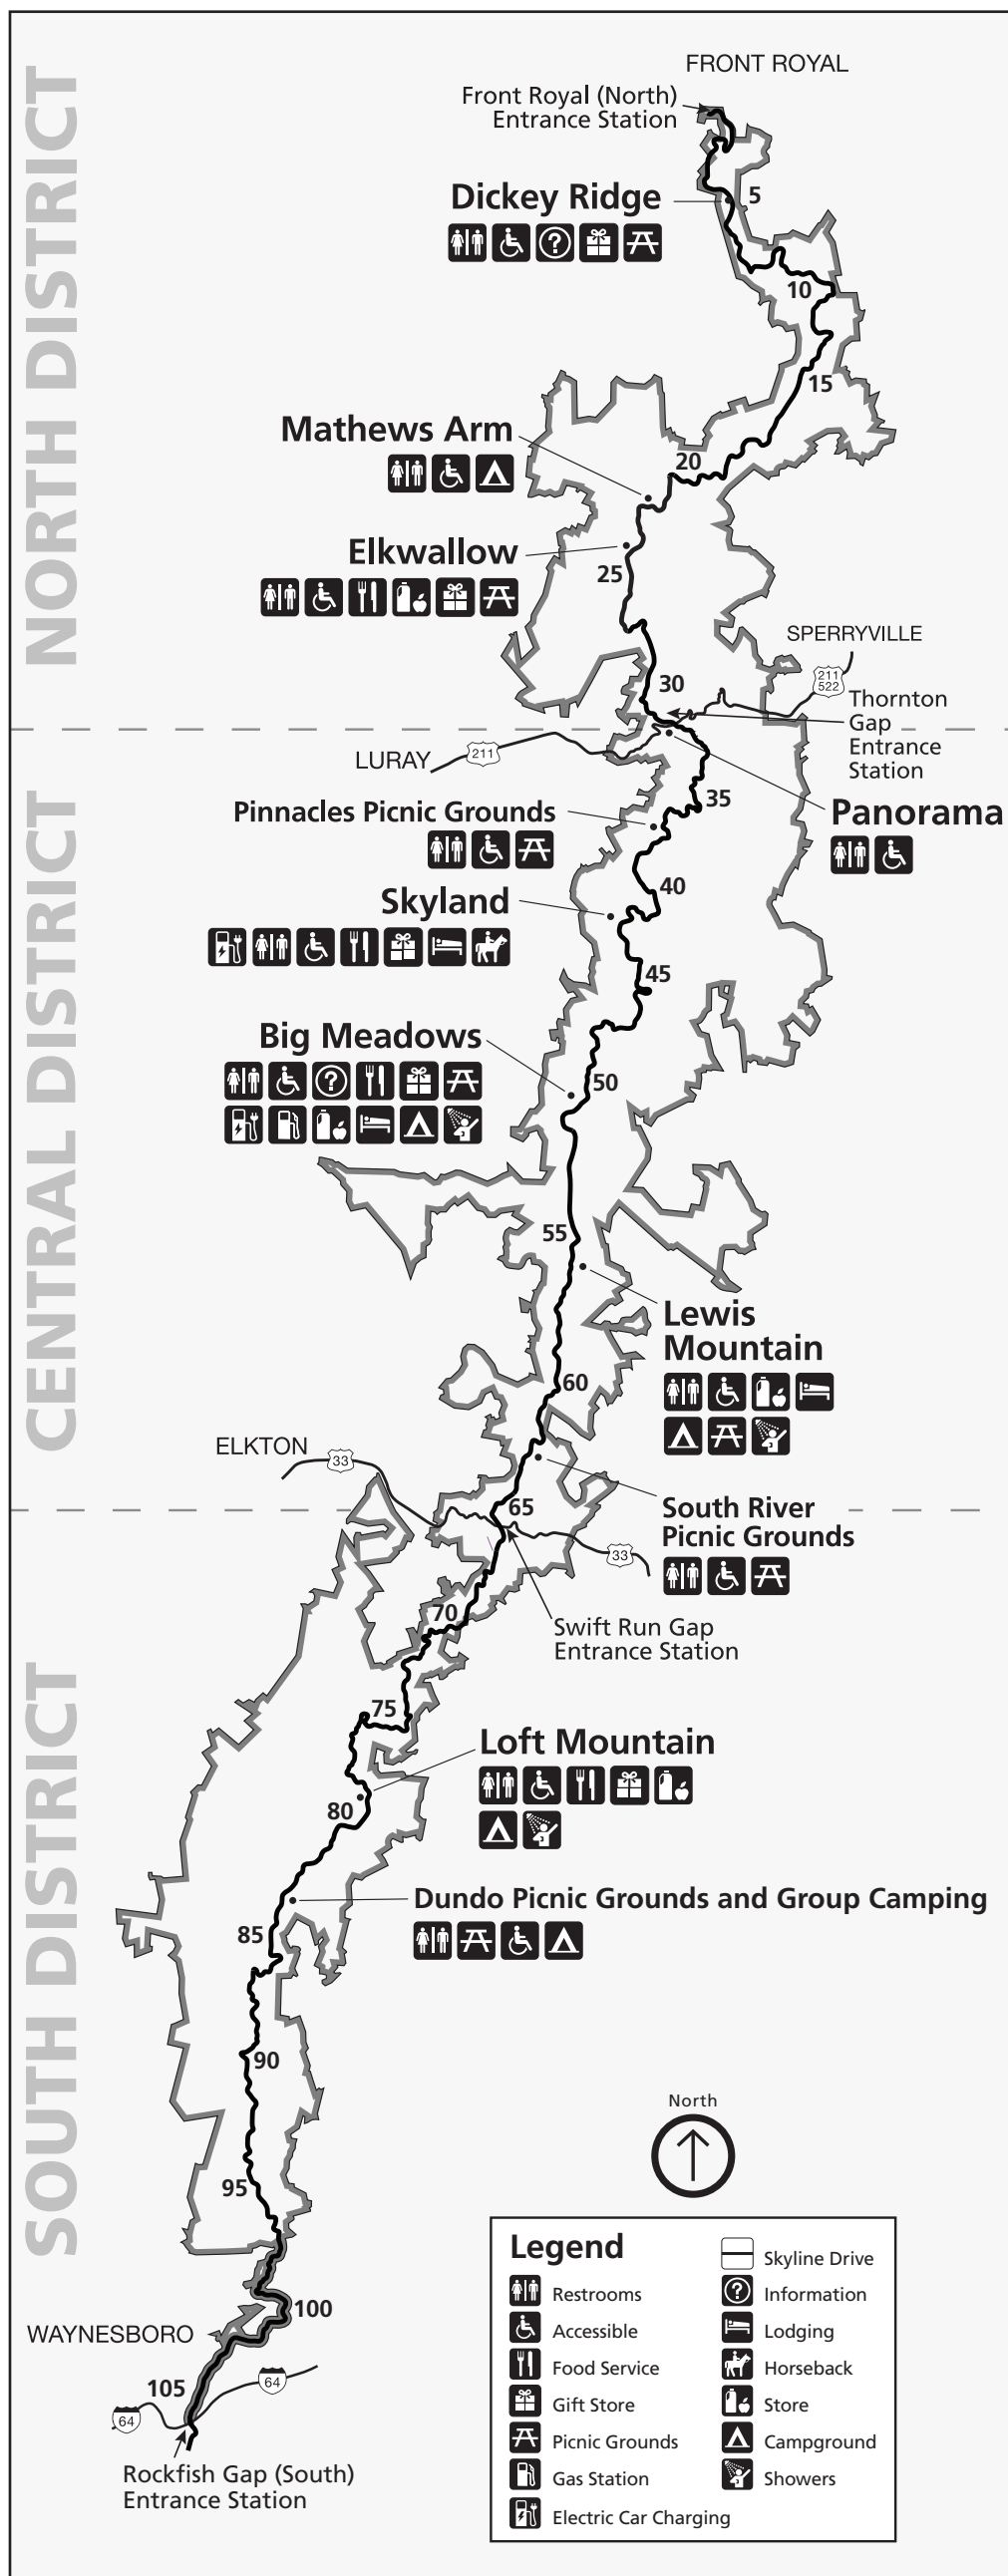 FRONT ROYAL
Front Royal (North)
Entrance Station
NORTH DISTRICT
Dickey Ridge
5
10
15
Mathews Arm
20
Elkwallow
25
SPERRYVILLE
211
522
30
Thornton
Gap
Entrance
Station
LURAY
211
CENTRAL DISTRICT
35
Pinnacles Picnic Grounds
Panorama
40
Skyland
45
Big Meadows
50
55
Lewis
Mountain
60
ELKTON
33
65
South River
Picnic Grounds
33
SOUTH DISTRICT
70
Swift Run Gap
Entrance Station
75
Loft Mountain
80
Dundo Picnic Grounds and Group Camping
85
90
North
95
100
WAYNESBORO
105
64
64
Rockfish Gap (South)
Entrance Station
Legend
Restrooms
Accessible
Food Service
Gift Store
Picnic Grounds
Gas Station
Electric Car Charging
Skyline Drive
Information
Lodging
Horseback
Store
Campground
Showers